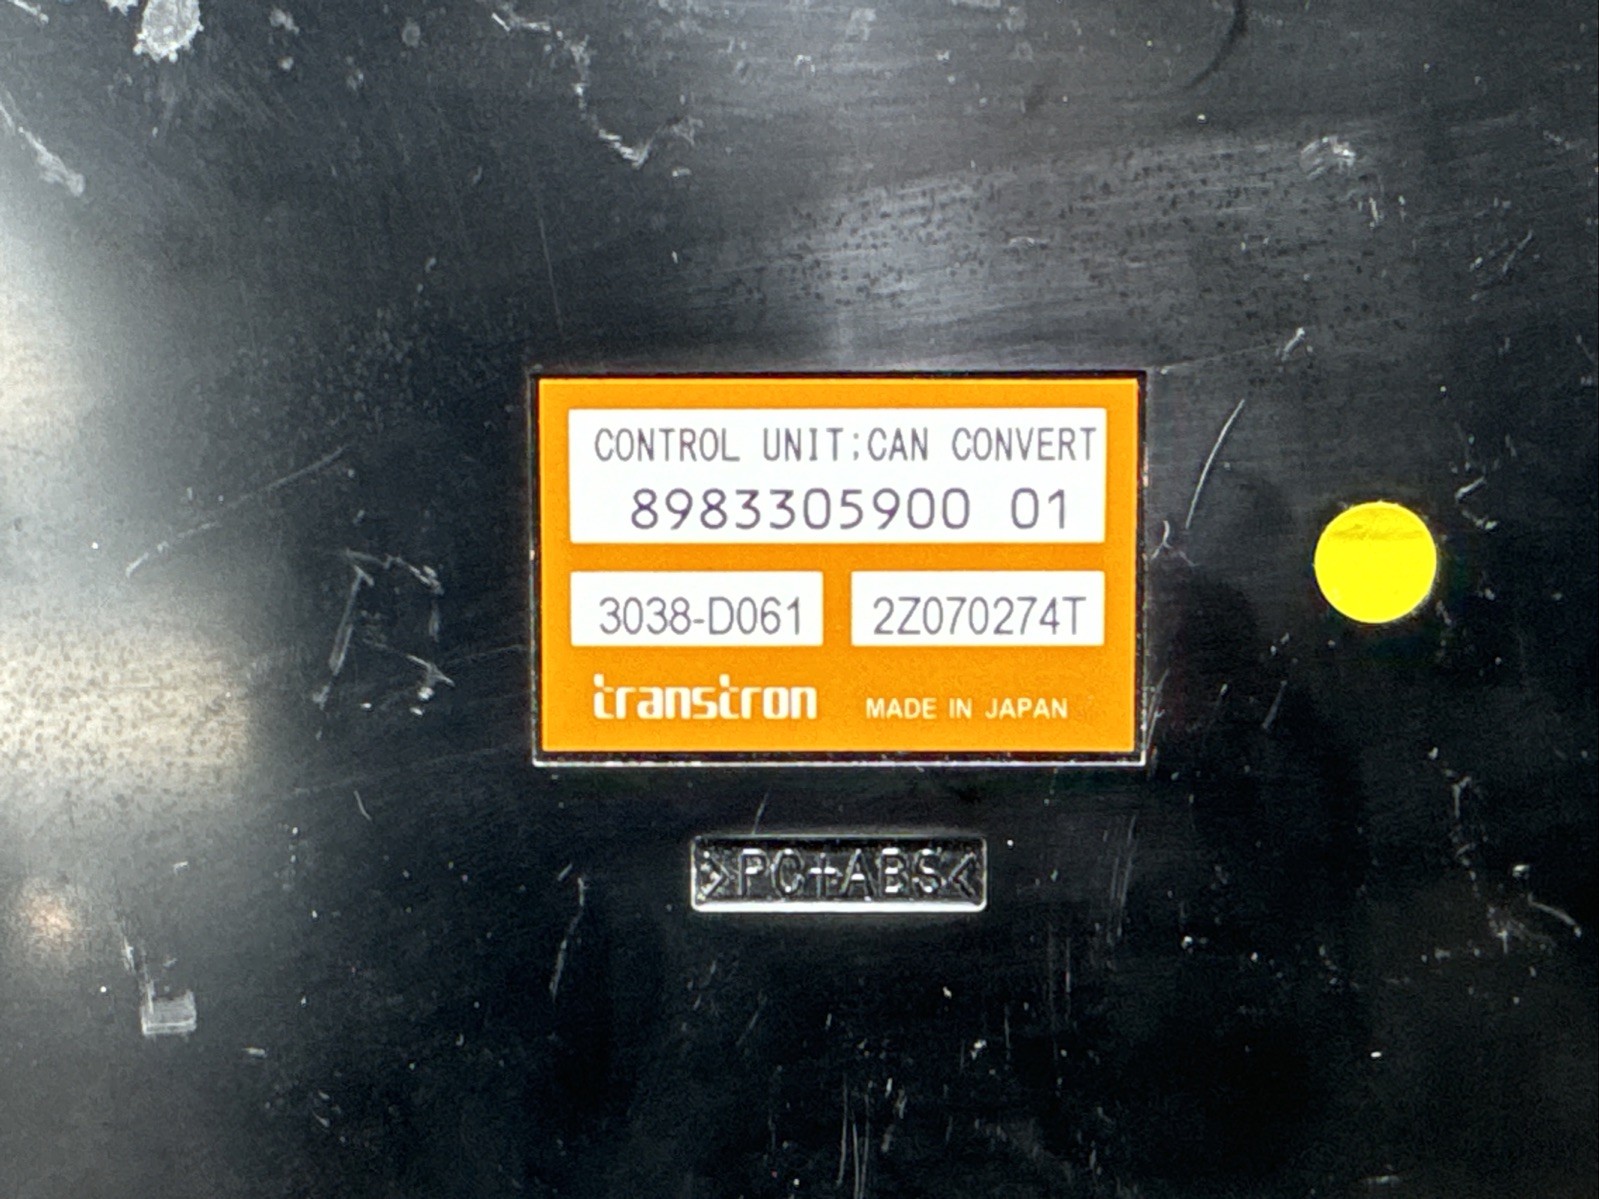 CONTROL UNIT;CAN CONVERT
8983305900 01
3038-D061 2Z070274T
transtron MADE IN JAPAN
>PC+ABS<